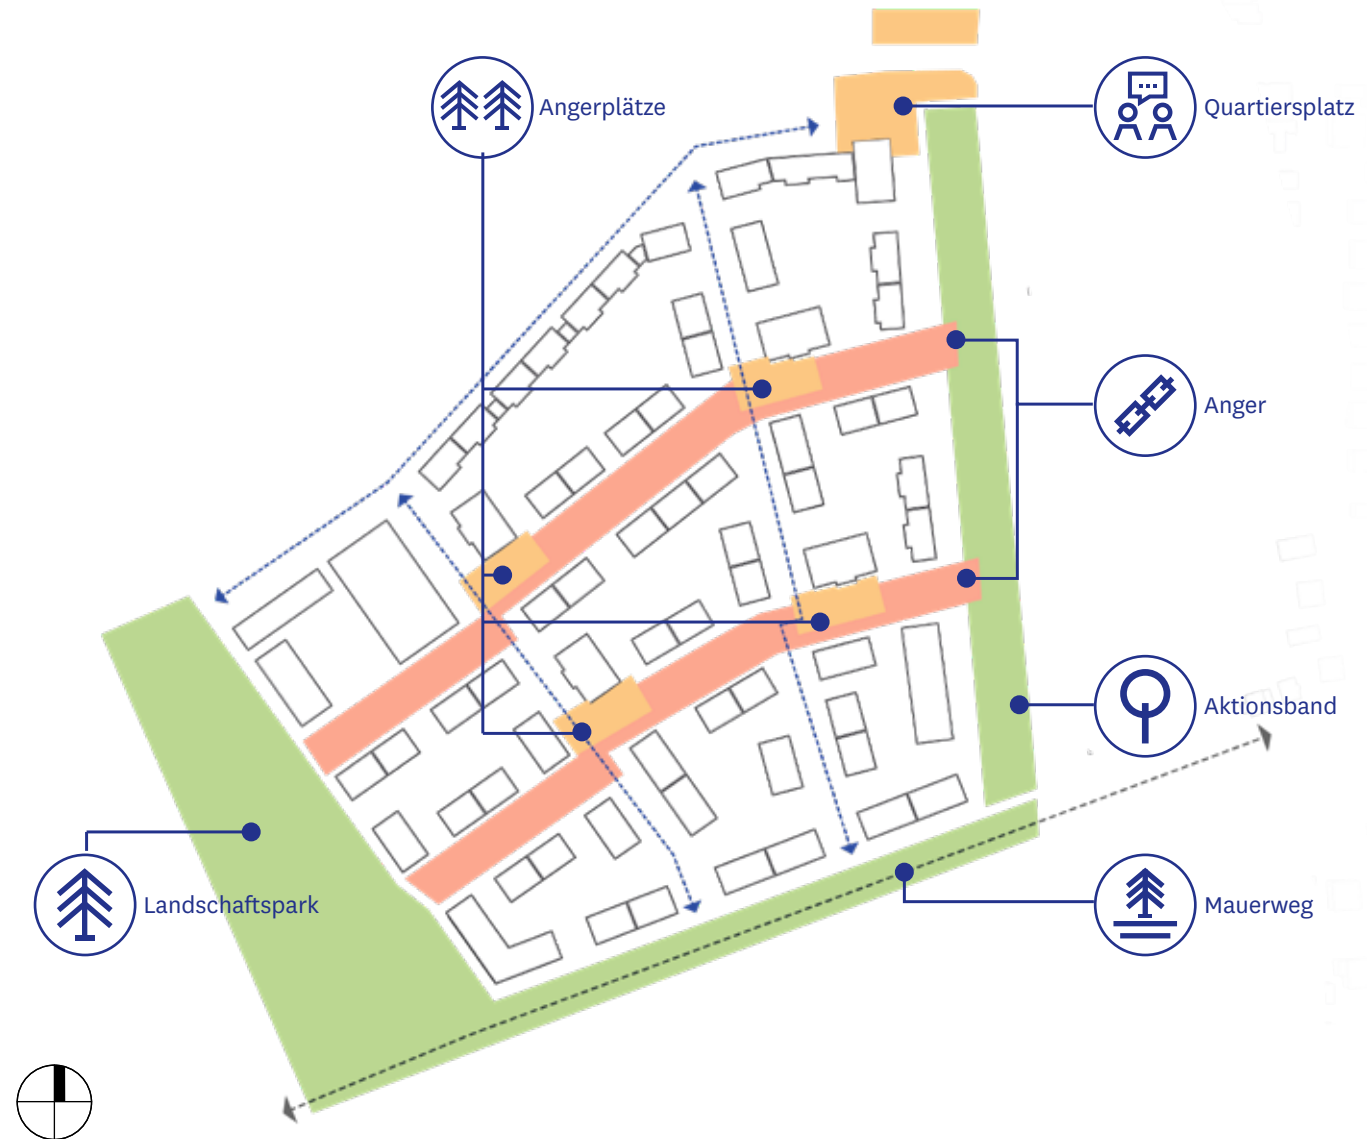 Angerplätze
Quartiersplatz
Anger
Aktionsband
Landschaftspark
Mauerweg